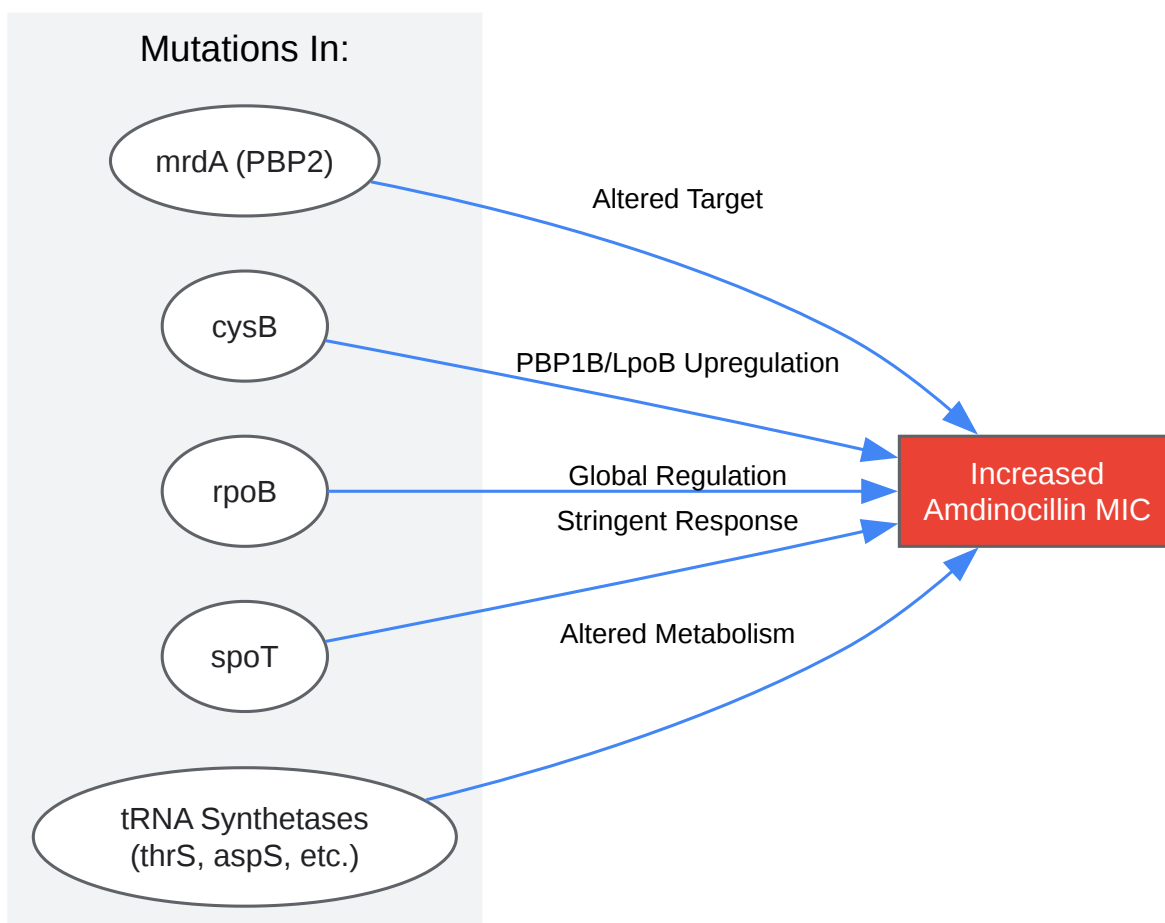 Mutations In:
mrdA (PBP2)
Altered Target
cysB
PBP1B/LpoB Upregulation
rpoB
Global Regulation
Increased
Amdinocillin MIC
Stringent Response
spoT
Altered Metabolism
tRNA Synthetases
(thrS, aspS, etc.)